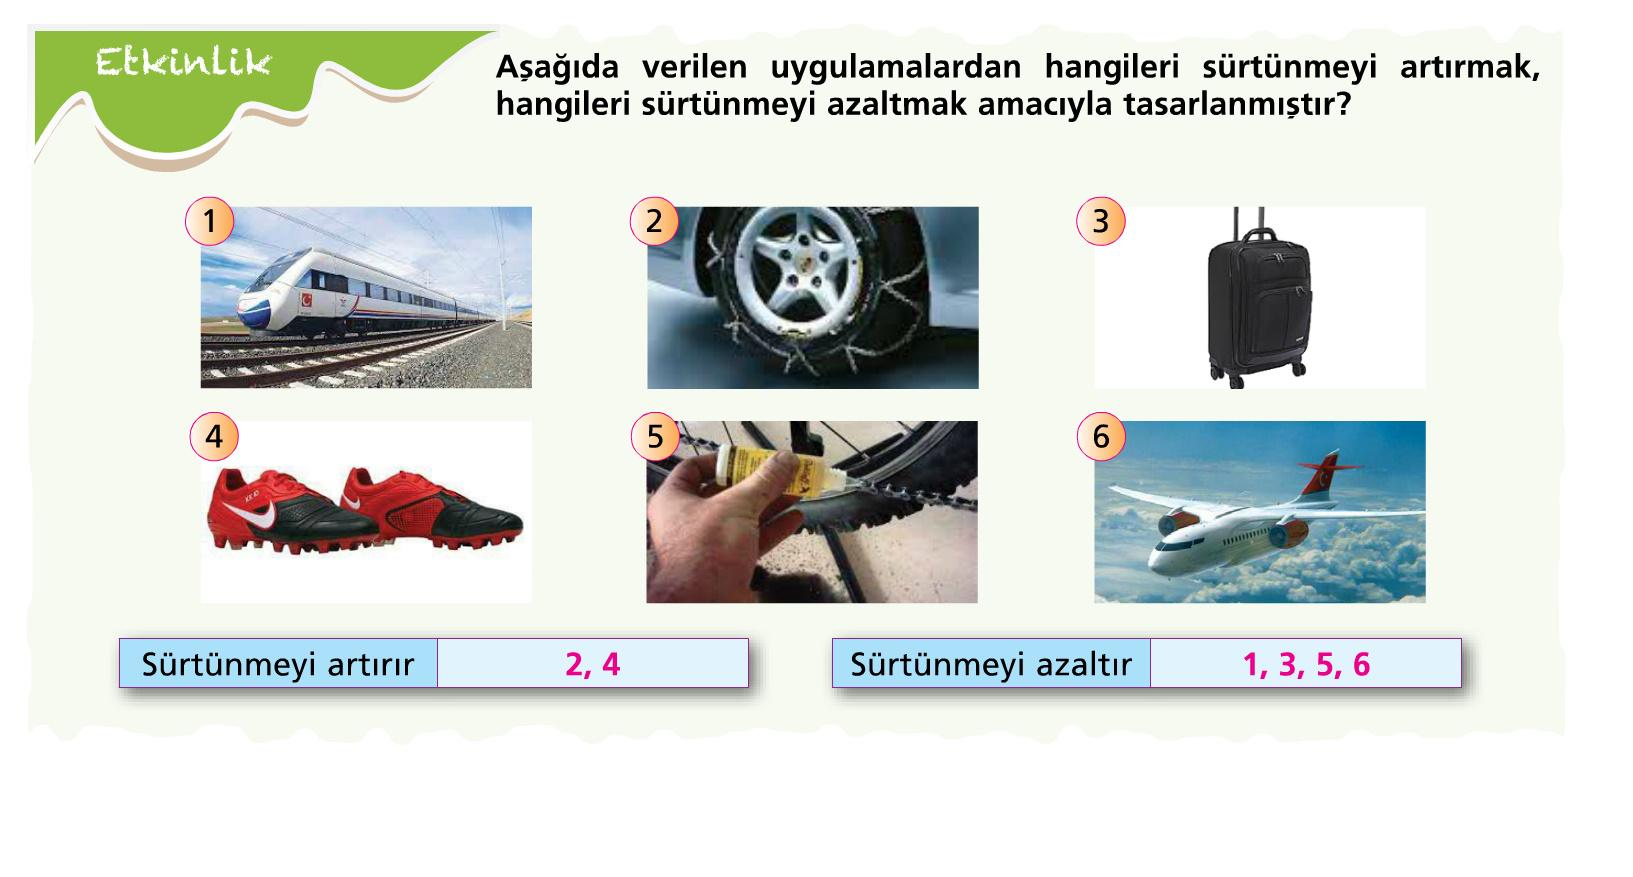 Etkinlik
Aşağıda verilen uygulamalardan hangileri sürtünmeyi artırmak,
hangileri sürtünmeyi azaltmak amacıyla tasarlanmıştır?
1
2
3
4
5
6
Sürtünmeyi artırır
2, 4
Sürtünmeyi azaltır
1, 3, 5, 6